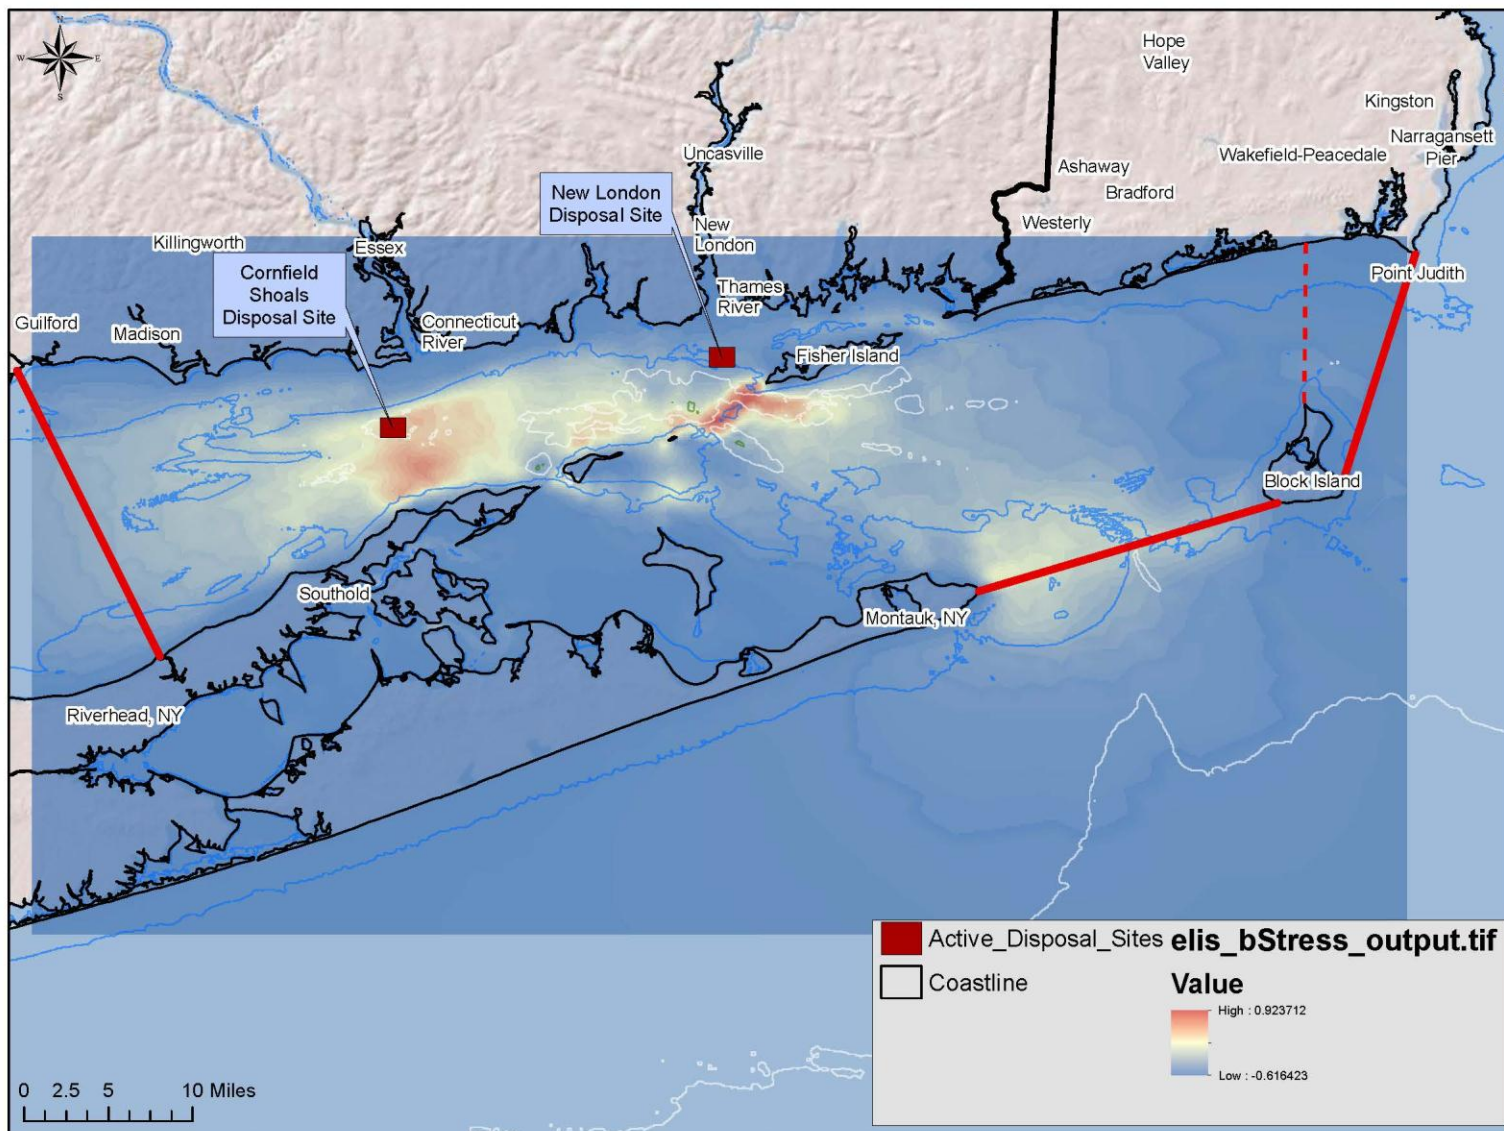 N
W
E
S
Hope
Valley
Kingston
Narragansett
Pier
Wakefield-Peacedale
Uncasville
Ashaway
Bradford
New London
Disposal Site
New
London
Westerly
Killingworth
Essex
Cornfield
Shoals
Disposal Site
Point Judith
Thames
River
Guilford
Madison
Connecticut
River
Fisher Island
Block Island
Southold
Montauk, NY
Riverhead, NY
Active_Disposal_Sites
Coastline
elis_bStress_output.tif
Value
High : 0.923712
Low : -0.616423
0 2.5 5 10 Miles